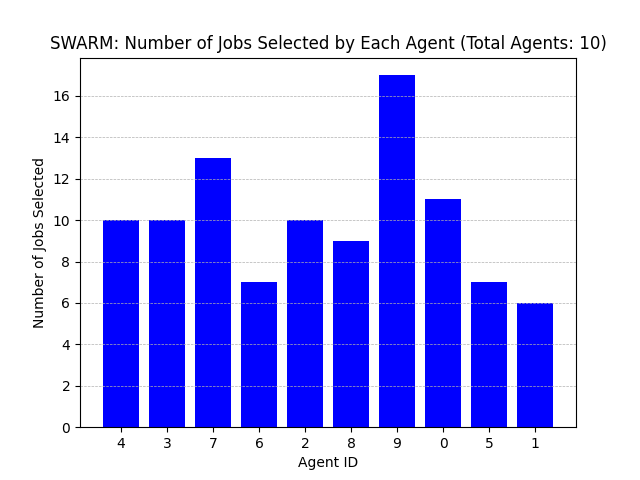 SWARM: Number of Jobs Selected by Each Agent (Total Agents: 10)
Number of Jobs Selected
16
14
12
10
8
6
4
2
0
4 3 7 6 2 8 9 0 5 1
Agent ID